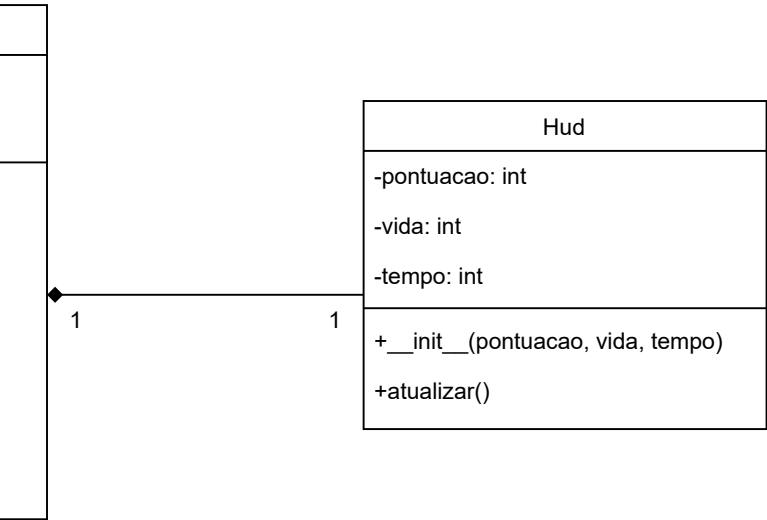 Hud
-pontuacao: int
-vida: int
-tempo: int
1
1
+__init__(pontuacao, vida, tempo)
+atualizar()